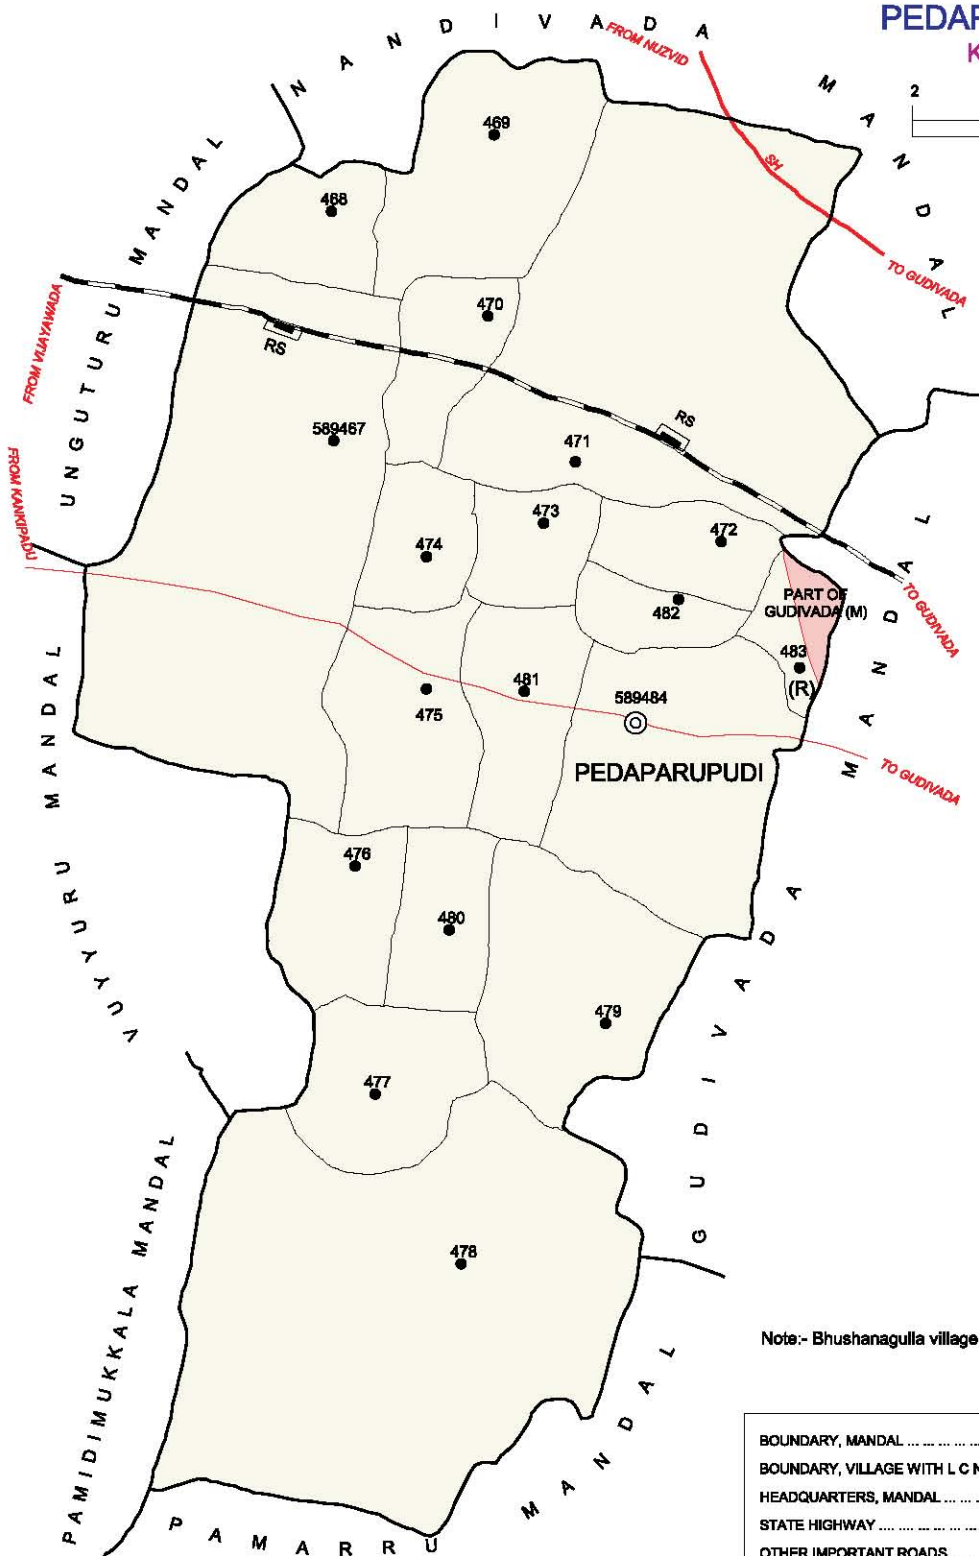 PEDAP
K
2
NANDIVADA MANDAL
FROM NUZVID
SH
TO GUDIVADA
469
468
UNGUTURU MANDAL
470
RS
FROM VIJAYAWADA
589467
RS
471
FROM KANKIPADU
473
472
474
PART OF
GUDIVADA (M)
482
TO GUDIVADA
483
(R)
481
475
589484
PEDAPARUPUDI
TO GUDIVADA
VUYYURU MANDAL
476
480
479
477
GUDIVADA MANDAL
478
PAMIDIMUKKALA MANDAL
PAMARRU MANDAL
Note:- Bhushanagulla village
BOUNDARY, MANDAL
BOUNDARY, VILLAGE WITH L C N
HEADQUARTERS, MANDAL
STATE HIGHWAY
OTHER IMPORTANT ROADS